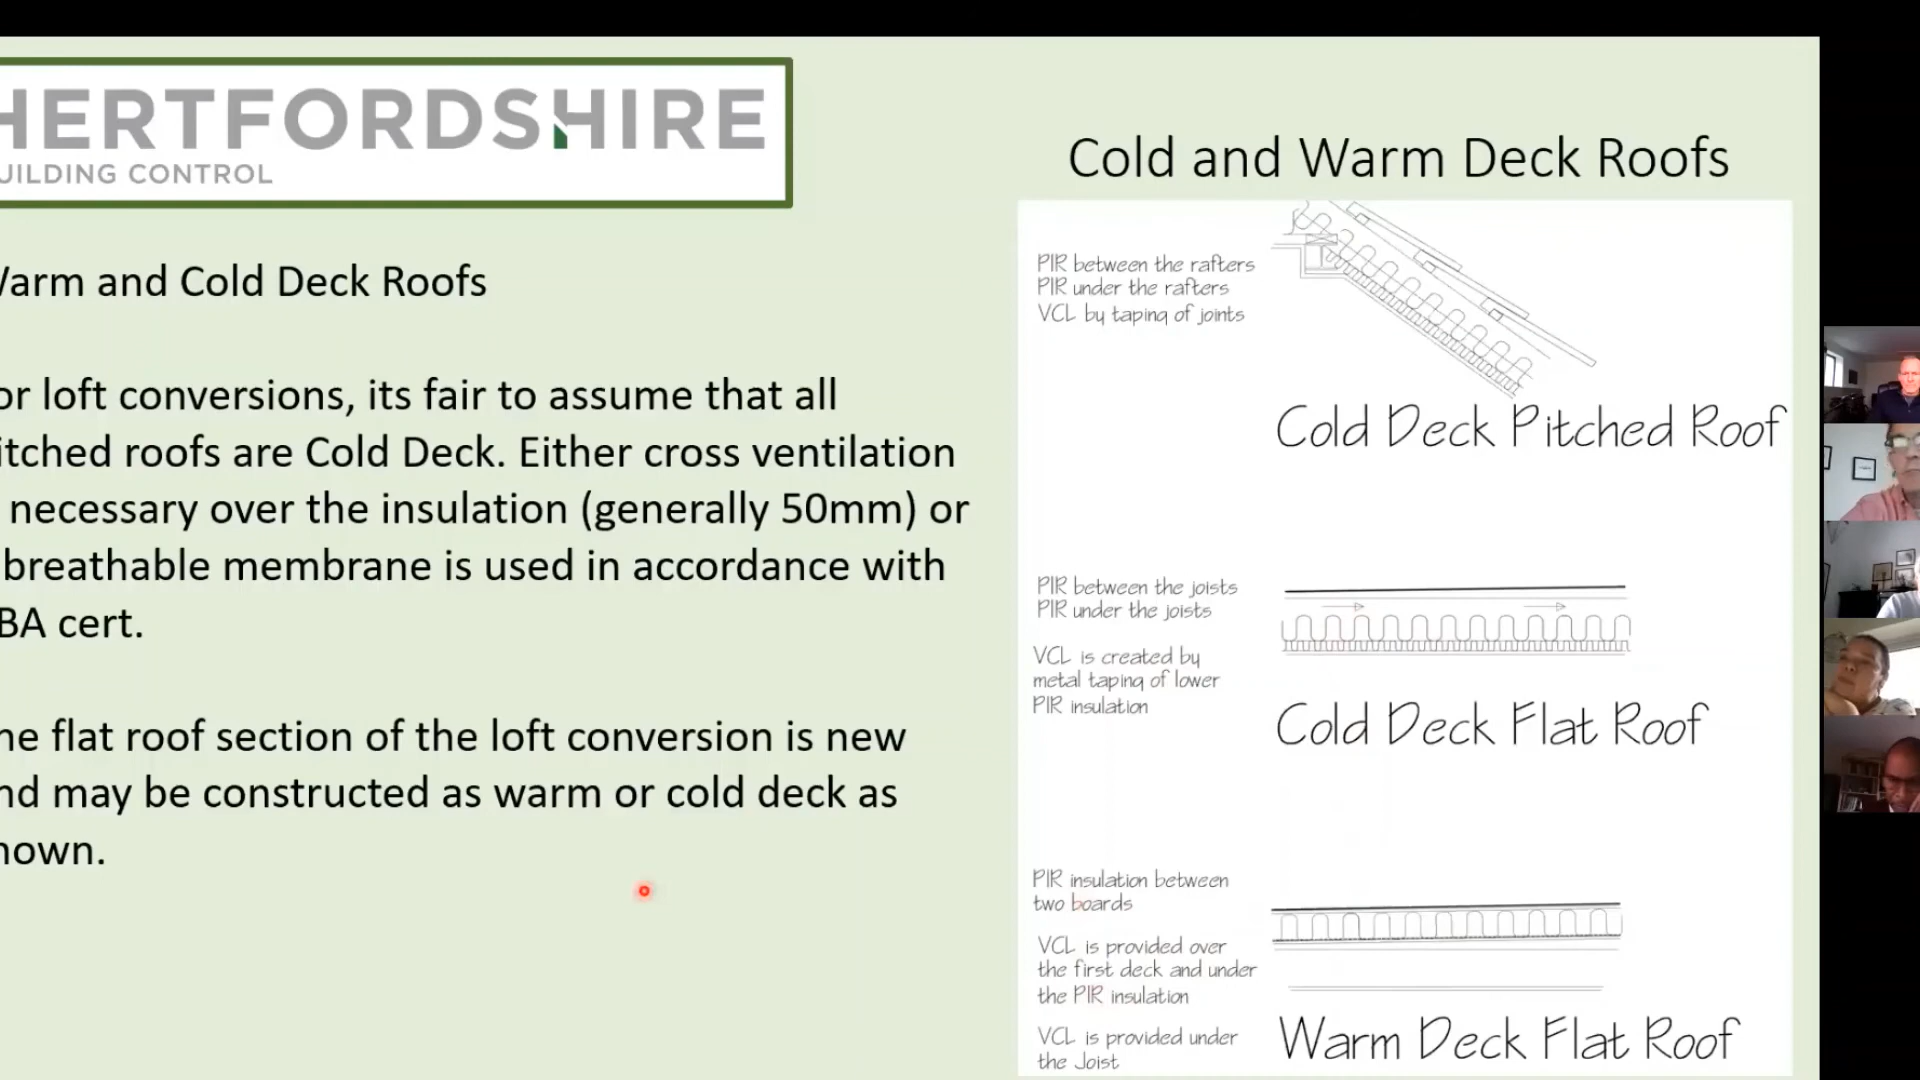 HERTFORDSHIRE
UILDING CONTROL
Cold and Warm Deck Roofs
Warm and Cold Deck Roofs
or loft conversions, its fair to assume that all
itched roofs are Cold Deck. Either cross ventilation
necessary over the insulation (generally 50mm) or
breathable membrane is used in accordance with
BA cert.
he flat roof section of the loft conversion is new
nd may be constructed as warm or cold deck as
hown.
PIR between the rafters
PIR under the rafters
VCL by taping of joints
Cold Deck Pitched Roof
PIR between the joists
PIR under the joists
VCL is created by
metal taping of lower
PIR insulation
Cold Deck Flat Roof
PIR insulation between
two boards
VCL is provided over
the first deck and under
the PIR insulation
VCL is provided under
the Joist
Warm Deck Flat Roof